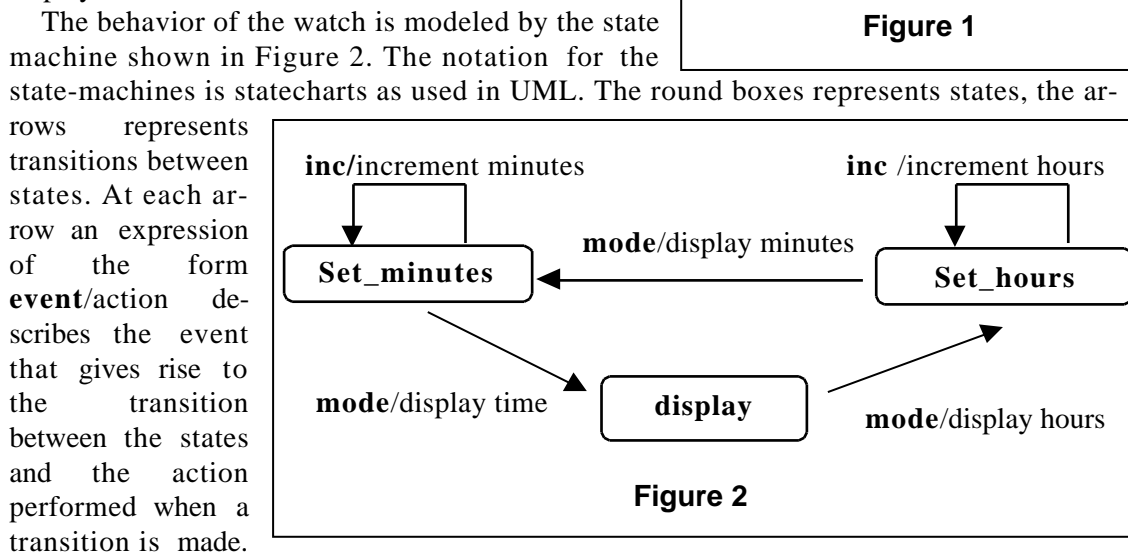 The behavior of the watch is modeled by the state
machine shown in Figure 2. The notation for the
state-machines is statecharts as used in UML. The round boxes represents states, the ar-
rows represents
transitions between
states. At each ar-
row an expression
of the form
event/action de-
scribes the event
that gives rise to
the transition
between the states
and the action
performed when a
transition is made.
Figure 1
inc/increment minutes
inc /increment hours
mode/display minutes
Set_minutes
Set_hours
mode/display time
display
mode/display hours
Figure 2